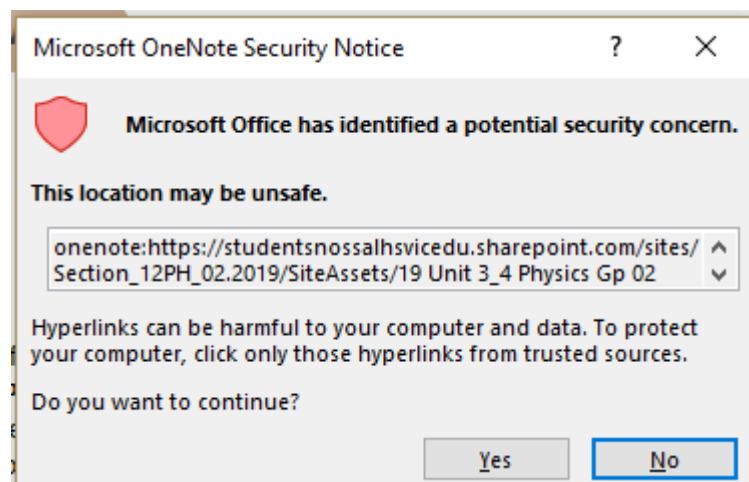 Microsoft OneNote Security Notice ? X
Microsoft Office has identified a potential security concern.
This location may be unsafe.
onenote:https://studentsnossalhsvicedu.sharepoint.com/sites/
Section_12PH_02.2019/SiteAssets/19 Unit 3_4 Physics Gp 02
Hyperlinks can be harmful to your computer and data. To protect
your computer, click only those hyperlinks from trusted sources.
Do you want to continue?
Yes No